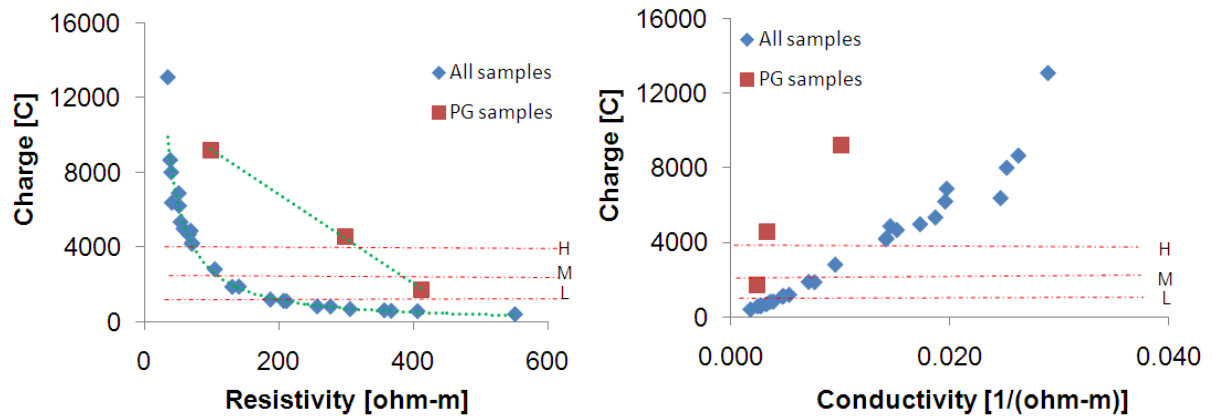 16000
12000
8000
4000
0
Charge [C]
All samples
PG samples
H
M
L
0
200
400
600
Resistivity [ohm-m]
16000
12000
8000
4000
0
Charge [C]
All samples
PG samples
H
M
L
0.000
0.020
0.040
Conductivity [1/(ohm-m)]